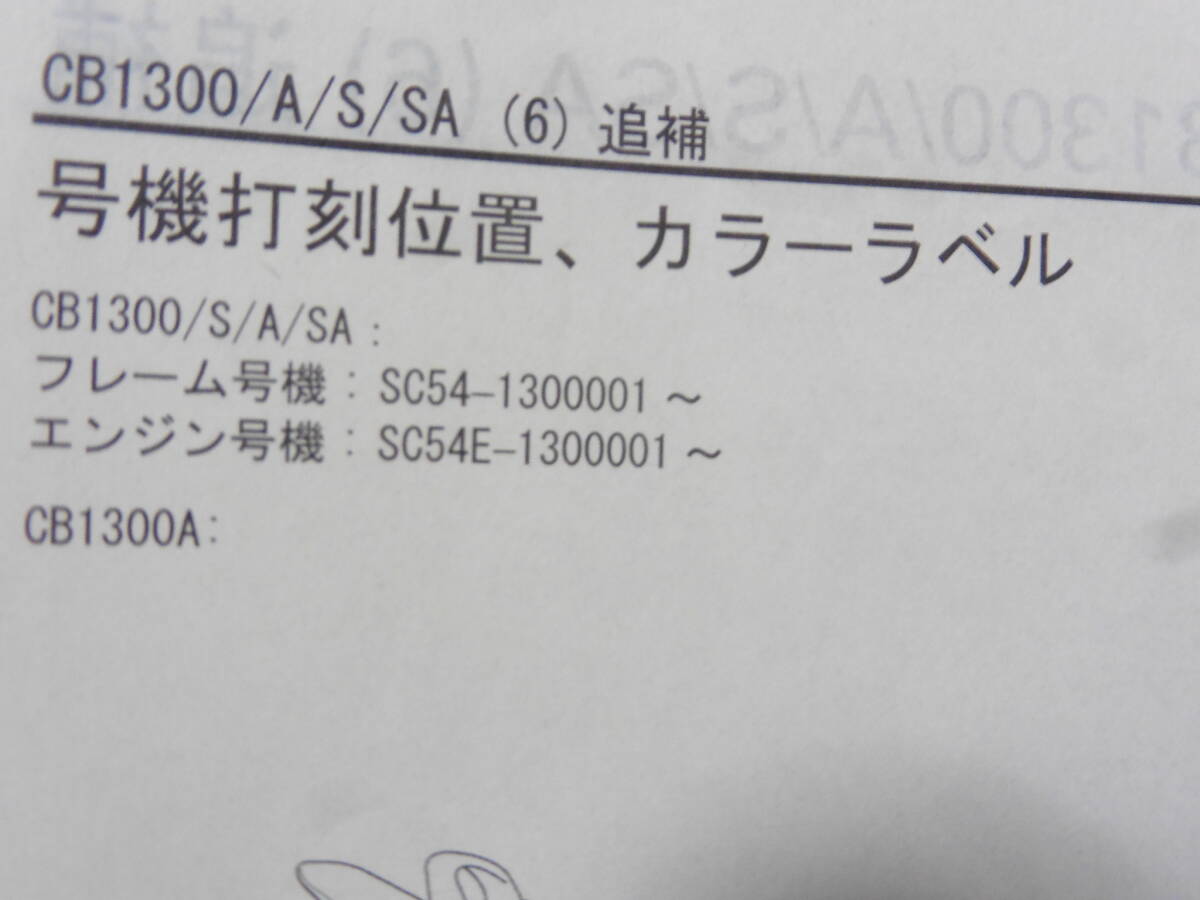 CB1300/A/S/SA (6) 追補
号機打刻位置、カラーラベル
CB1300/S/A/SA:
フレーム号機:SC54-1300001～
エンジン号機:SC54E-1300001～
CB1300A: